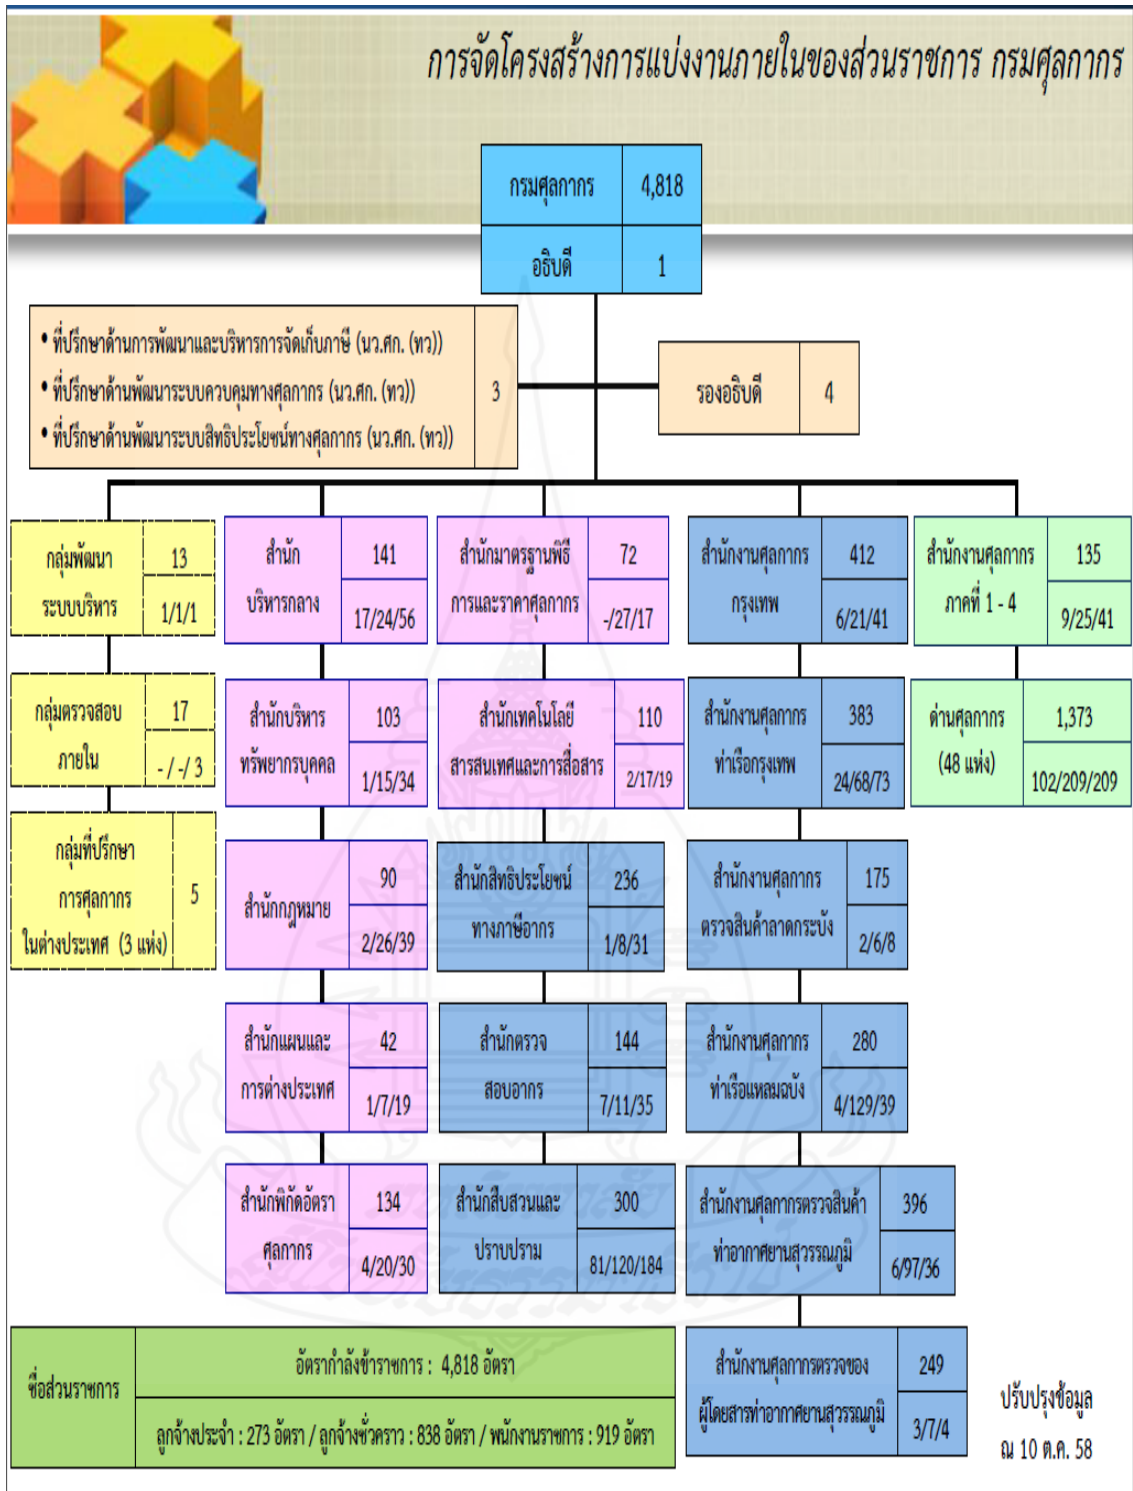 การจัดโครงสร้างการแบ่งงานภายในของส่วนราชการ กรมศุลกากร
กรมศุลกากร 4,818
อธิบดี 1
• ที่ปรึกษาด้านการพัฒนาและบริหารการจัดเก็บภาษี (นว.ศก. (ทว))
• ที่ปรึกษาด้านพัฒนาระบบควบคุมทางศุลกากร (นว.ศก. (ทว))
• ที่ปรึกษาด้านพัฒนาระบบสิทธิประโยชน์ทางศุลกากร (นว.ศก. (ทว))
3
รองอธิบดี 4
กลุ่มพัฒนา
ระบบบริหาร
13
1/1/1
กลุ่มตรวจสอบ
ภายใน
17
- / -/ 3
กลุ่มที่ปรึกษา
การศุลกากร
ในต่างประเทศ (3 แห่ง)
5
สำนัก
บริหารกลาง
141
17/24/56
สำนักบริหาร
ทรัพยากรบุคคล
103
1/15/34
สำนักกฎหมาย
90
2/26/39
สำนักแผนและ
การต่างประเทศ
42
1/7/19
สำนักพิกัดอัตรา
ศุลกากร
134
4/20/30
สำนักมาตรฐานพิธี
การและราคาศุลกากร
72
-/27/17
สำนักเทคโนโลยี
สารสนเทศและการสื่อสาร
110
2/17/19
สำนักสิทธิประโยชน์
ทางภาษีอากร
236
1/8/31
สำนักตรวจ
สอบอากร
144
7/11/35
สำนักสืบสวนและ
ปราบปราม
300
81/120/184
สำนักงานศุลกากร
กรุงเทพ
412
6/21/41
สำนักงานศุลกากร
ท่าเรือกรุงเทพ
383
24/68/73
สำนักงานศุลกากร
ตรวจสินค้าลาดกระบัง
175
2/6/8
สำนักงานศุลกากร
ท่าเรือแหลมฉบัง
280
4/129/39
สำนักงานศุลกากรตรวจสินค้า
ท่าอากาศยานสุวรรณภูมิ
396
6/97/36
สำนักงานศุลกากรตรวจของ
ผู้โดยสารท่าอากาศยานสุวรรณภูมิ
249
3/7/4
สำนักงานศุลกากร
ภาคที่ 1 - 4
135
9/25/41
ด่านศุลกากร
(48 แห่ง)
1,373
102/209/209
ชื่อส่วนราชการ
อัตรากำลังข้าราชการ : 4,818 อัตรา
ลูกจ้างประจำ : 273 อัตรา / ลูกจ้างชั่วคราว : 838 อัตรา / พนักงานราชการ : 919 อัตรา
ปรับปรุงข้อมูล
ณ 10 ต.ค. 58